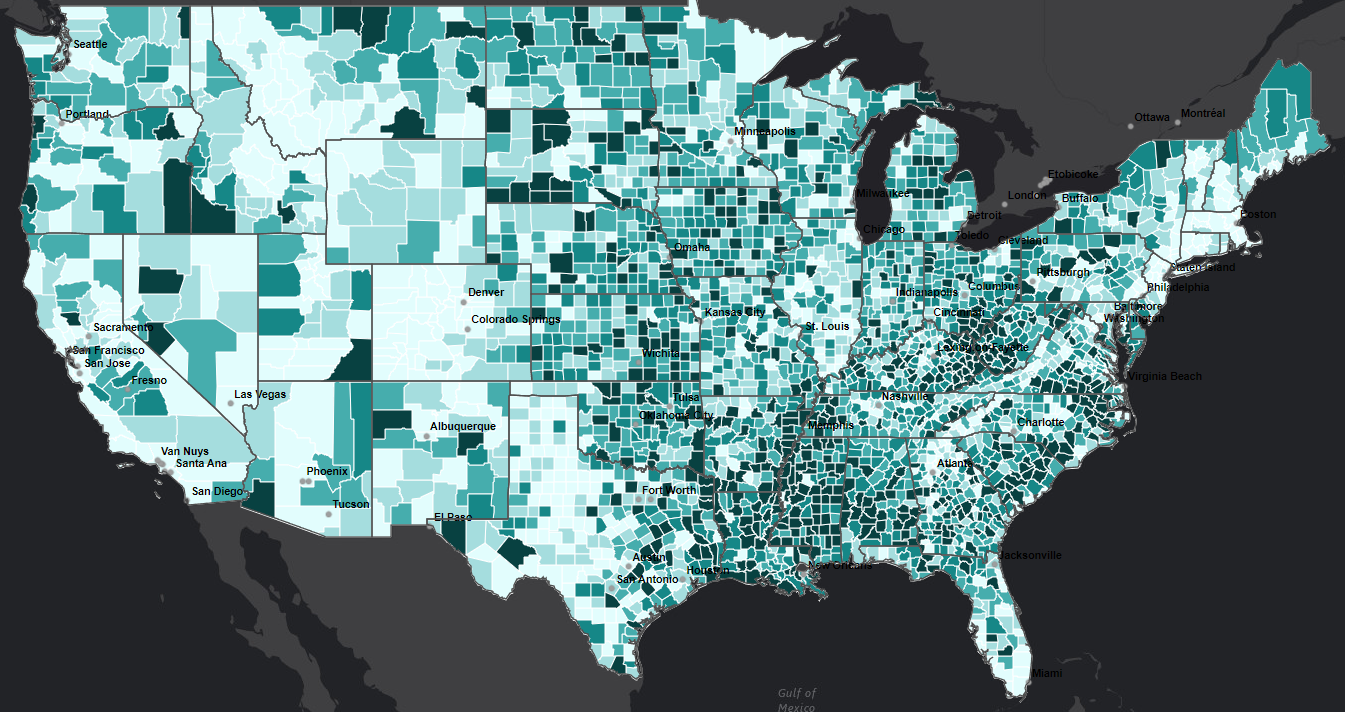 Seattle
Portland
Minneapolis
Ottawa
Montréal
Etobicoke
London
Buffalo
Milwaukee
Detroit
Boston
Chicago
Toledo
Cleveland
Omaha
Pittsburgh
Staten Island
Philadelphia
Denver
Indianapolis
Columbus
Baltimore
Colorado Springs
Kansas City
Cincinnati
Washington
Sacramento
St. Louis
San Francisco
San Jose
Wichita
Lexington-Fayette
Fresno
Virginia Beach
Las Vegas
Tulsa
Nashville
Oklahoma City
Albuquerque
Memphis
Charlotte
Van Nuys
Santa Ana
Phoenix
Atlanta
San Diego
Fort Worth
Tucson
El Paso
Austin
Jacksonville
Houston
New Orleans
San Antonio
Miami
Gulf of
Mexico